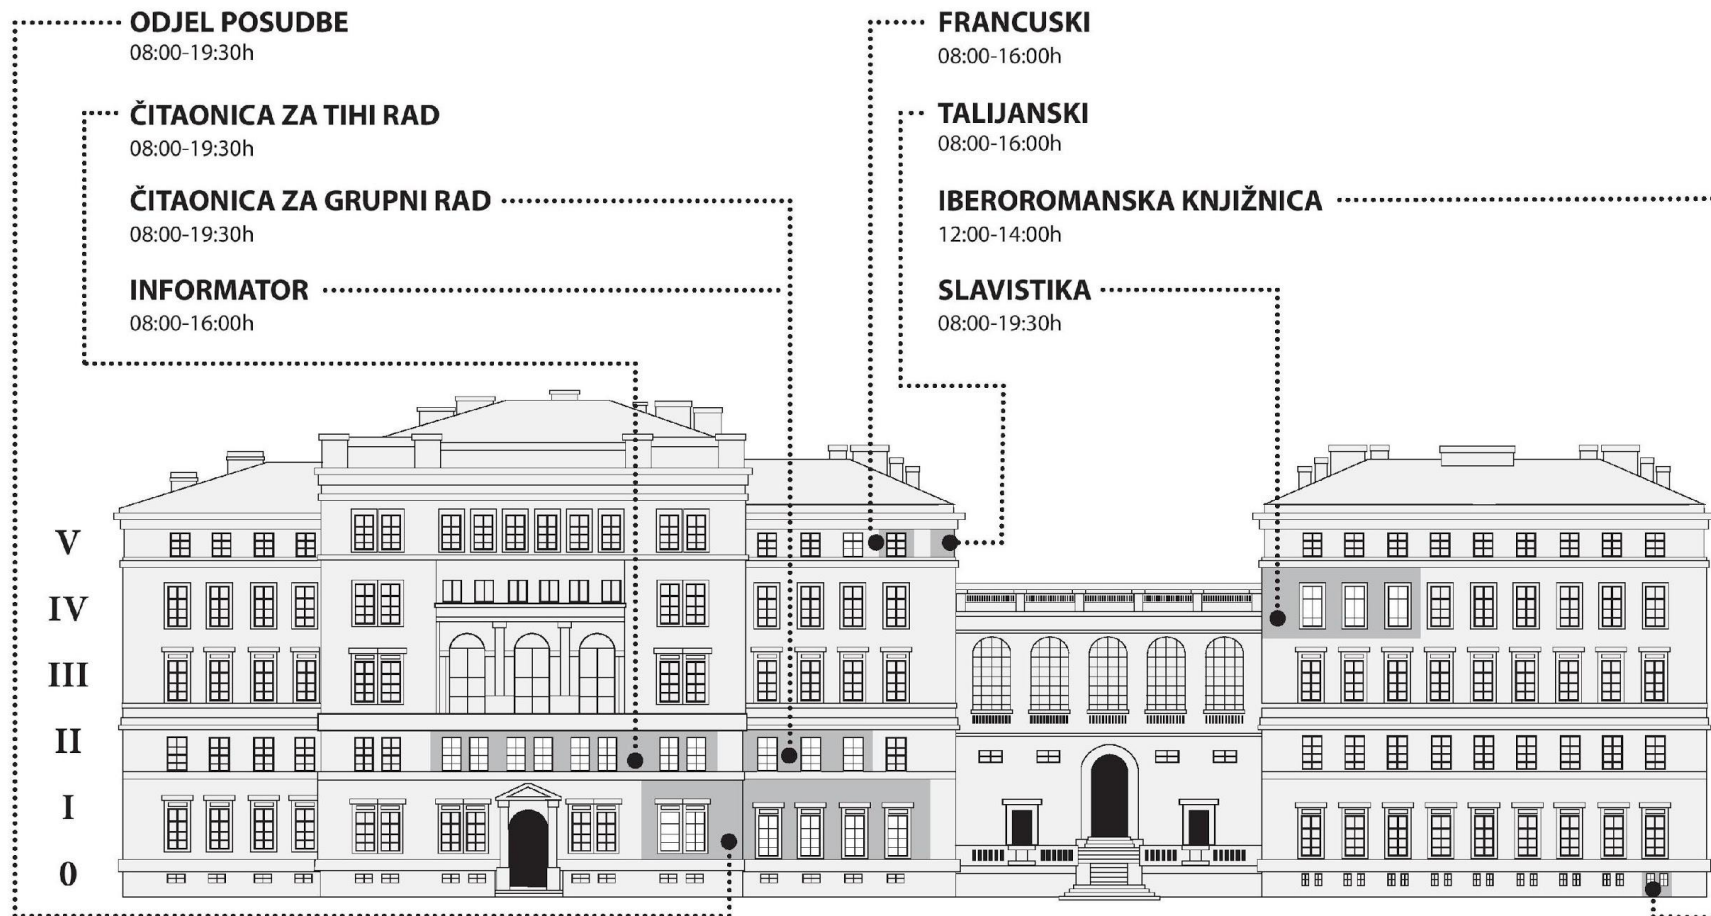 ODJEL POSUDBE
08:00-19:30h
ČITAONICA ZA TIHI RAD
08:00-19:30h
ČITAONICA ZA GRUPNI RAD
08:00-19:30h
INFORMATOR
08:00-16:00h
FRANCUSKI
08:00-16:00h
TALIJANSKI
08:00-16:00h
IBEROROMANSKA KNJIŽNICA
12:00-14:00h
SLAVISTIKA
08:00-19:30h
V
IV
III
II
I
0